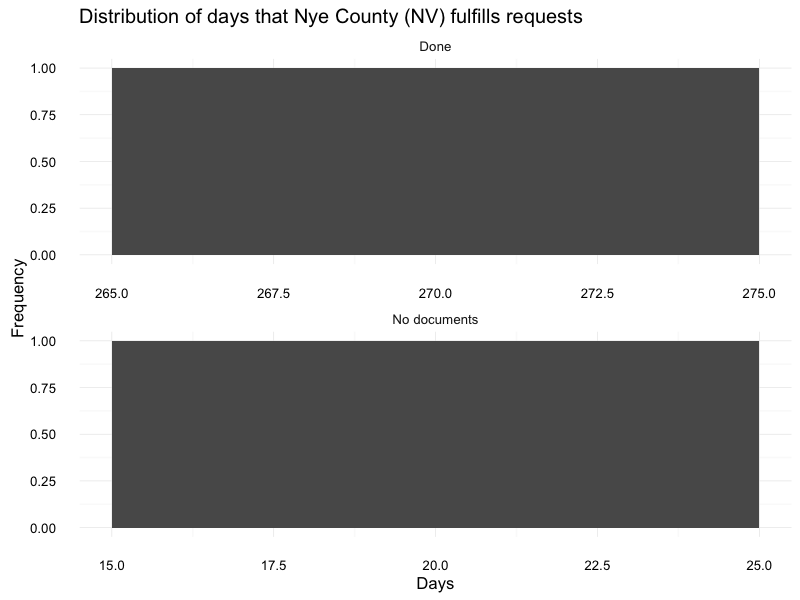 Distribution of days that Nye County (NV) fulfills requests
Done
1.00
0.75
0.50
0.25
0.00
265.0 267.5 270.0 272.5 275.0
Frequency
No documents
1.00
0.75
0.50
0.25
0.00
15.0 17.5 20.0 22.5 25.0
Days